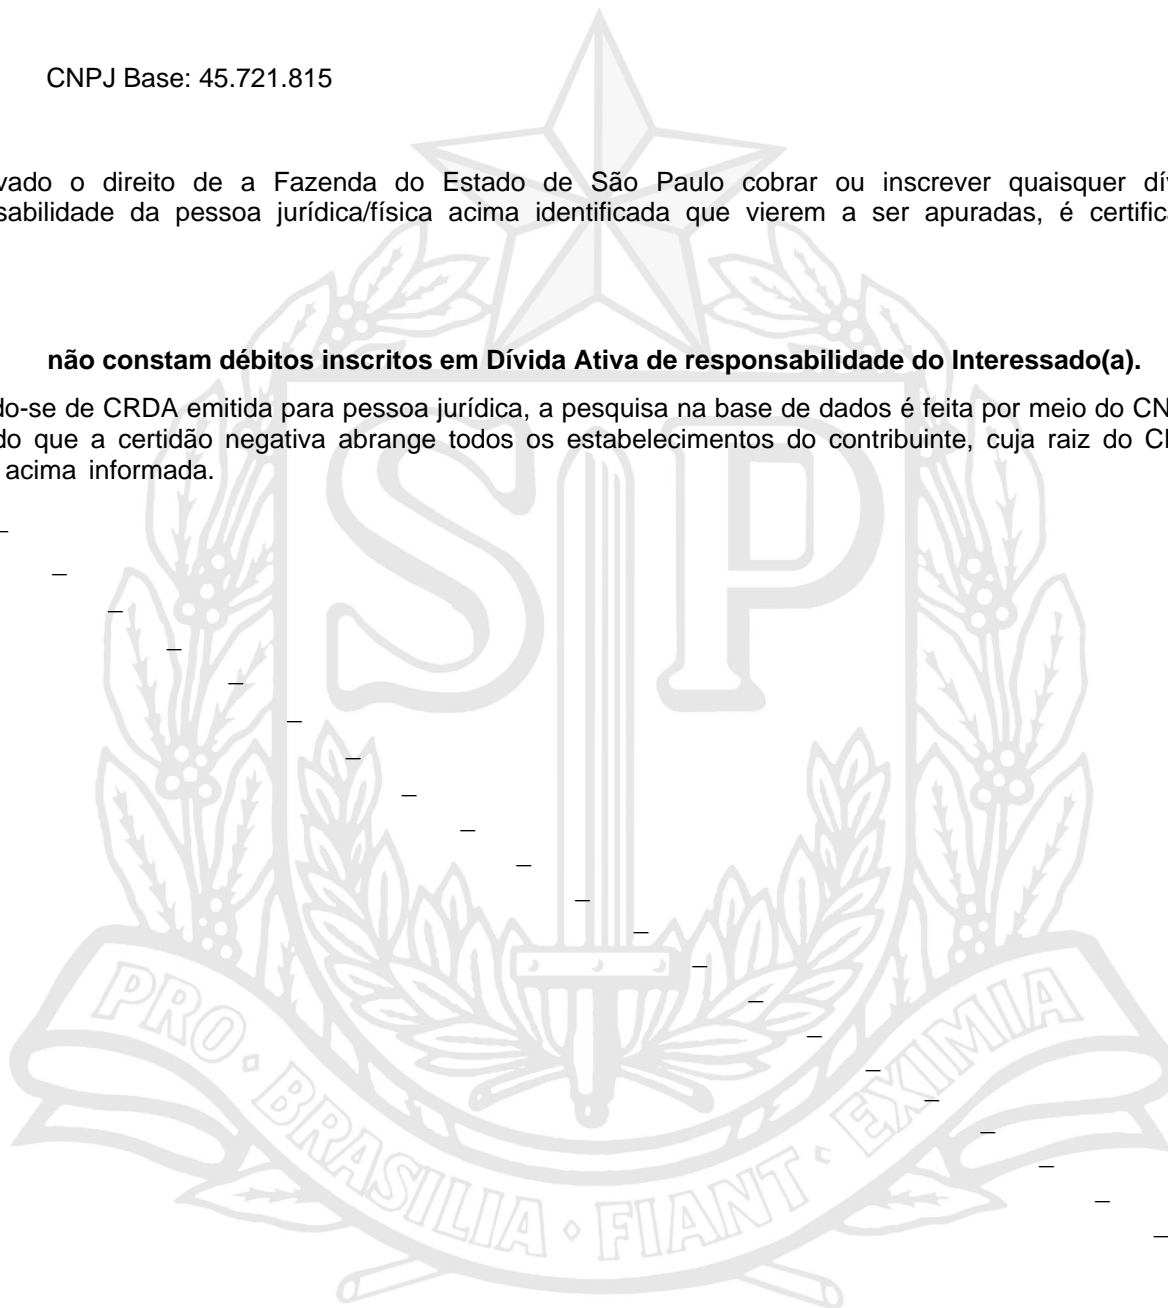 CNPJ Base: 45.721.815
vado o direito de a Fazenda do Estado de São Paulo cobrar ou inscrever quaisquer dív
sabilidade da pessoa jurídica/física acima identificada que vierem a ser apuradas, é certific
não constam débitos inscritos em Dívida Ativa de responsabilidade do Interessado(a).
do-se de CRDA emitida para pessoa jurídica, a pesquisa na base de dados é feita por meio do CN
do que a certidão negativa abrange todos os estabelecimentos do contribuinte, cuja raiz do C
acima informada.
SP
PRO • BRASILIA • FIANT • EXIMIA